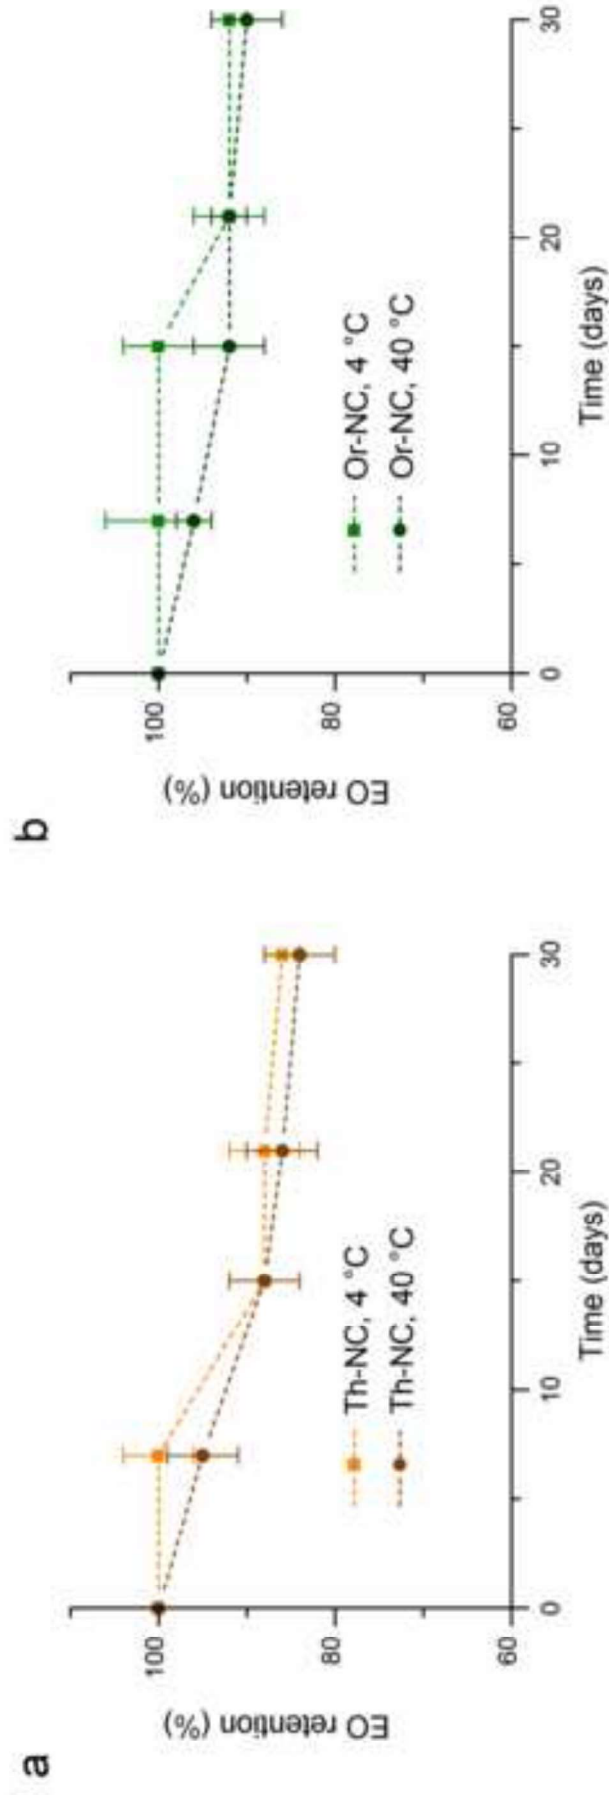 a
EO retention (%)
100
80
60
0
10
20
30
Time (days)
Th-NC, 4 °C
Th-NC, 40 °C
b
EO retention (%)
100
80
60
0
10
20
30
Time (days)
Or-NC, 4 °C
Or-NC, 40 °C